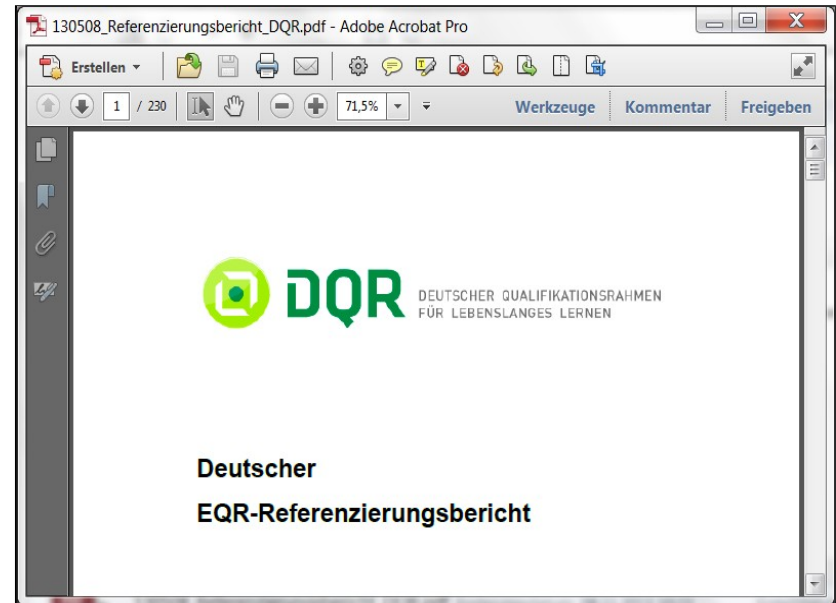 130508_Referenzierungsbericht_DQR.pdf - Adobe Acrobat Pro
Erstellen
1 / 230 71,5% Werkzeuge Kommentar Freigeben
DQR DEUTSCHER QUALIFIKATIONSRAHMEN
FÜR LEBENSLANGES LERNEN
Deutscher
EQR-Referenzierungsbericht